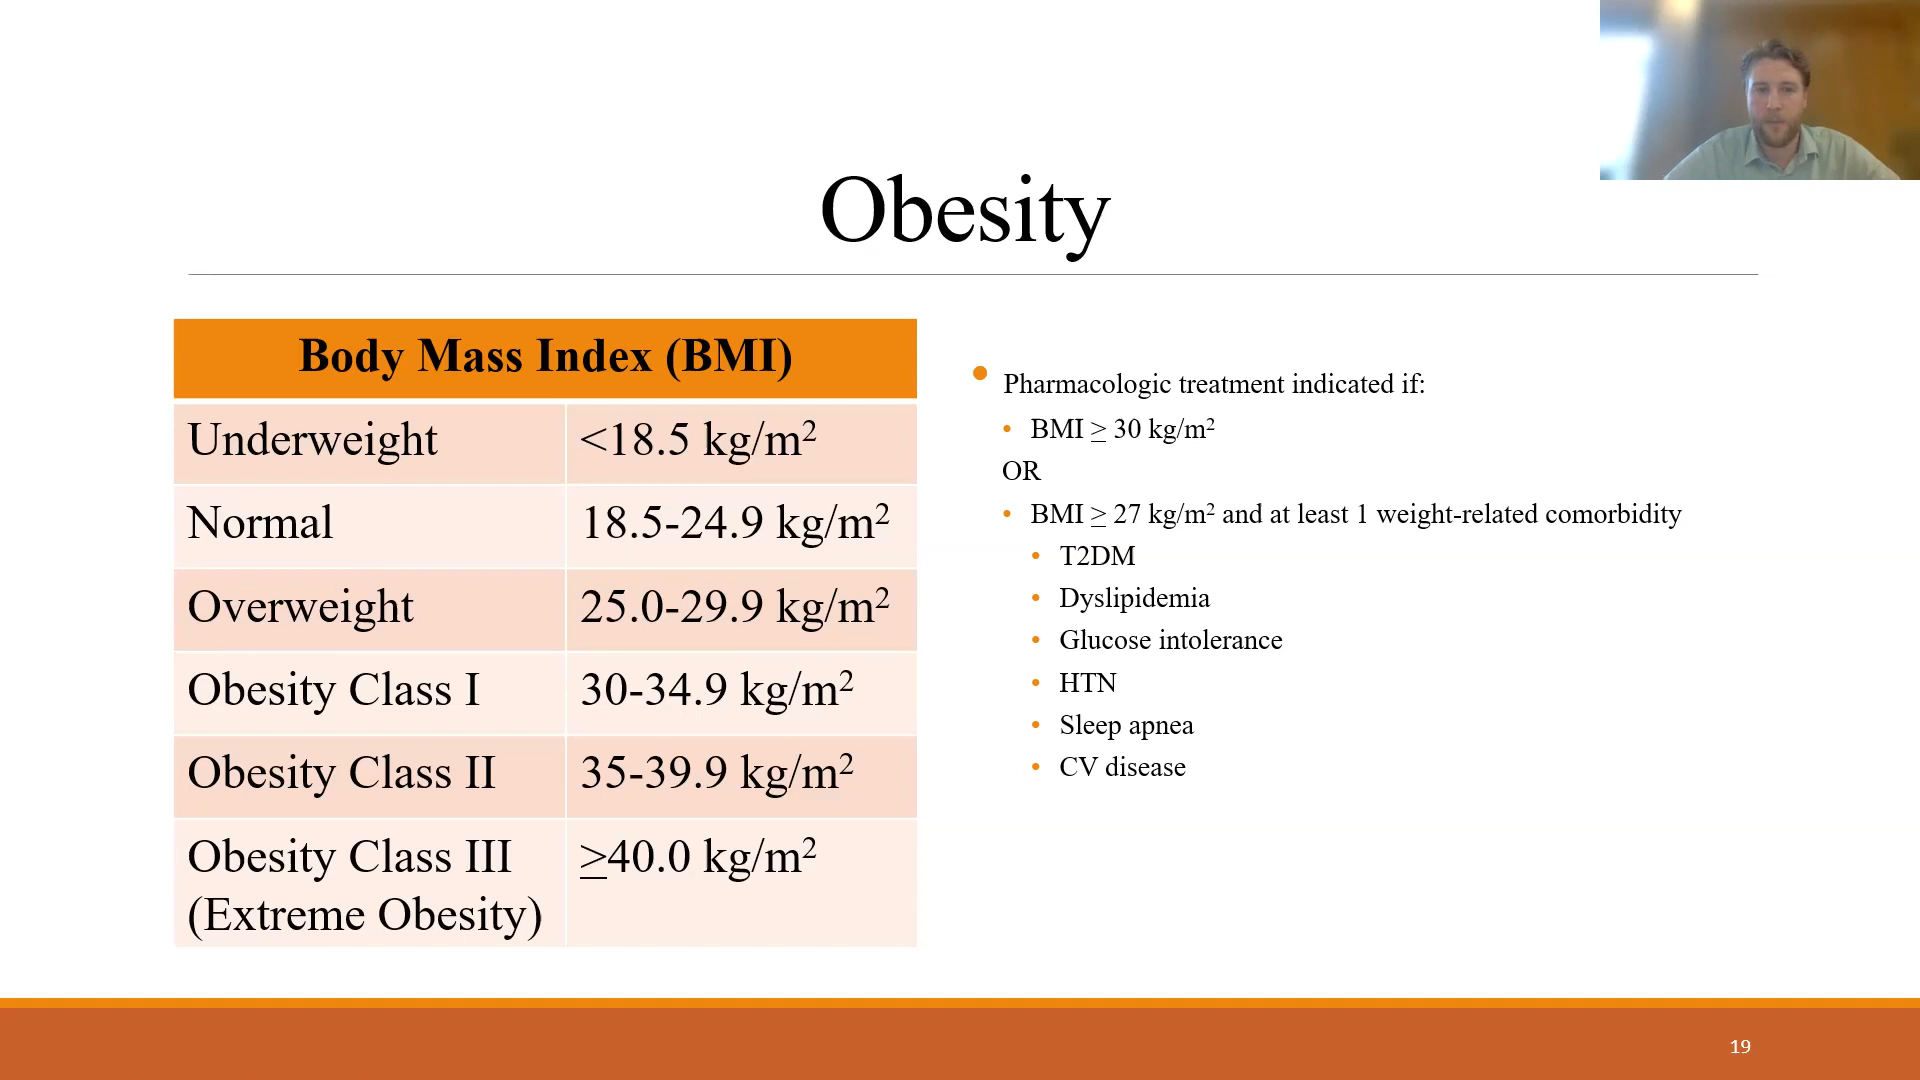 Obesity
Body Mass Index (BMI)
Underweight <18.5 kg/m²
Normal 18.5-24.9 kg/m²
Overweight 25.0-29.9 kg/m²
Obesity Class I 30-34.9 kg/m²
Obesity Class II 35-39.9 kg/m²
Obesity Class III ≥40.0 kg/m²
(Extreme Obesity)
• Pharmacologic treatment indicated if:
• BMI ≥ 30 kg/m²
OR
• BMI ≥ 27 kg/m² and at least 1 weight-related comorbidity
• T2DM
• Dyslipidemia
• Glucose intolerance
• HTN
• Sleep apnea
• CV disease
19